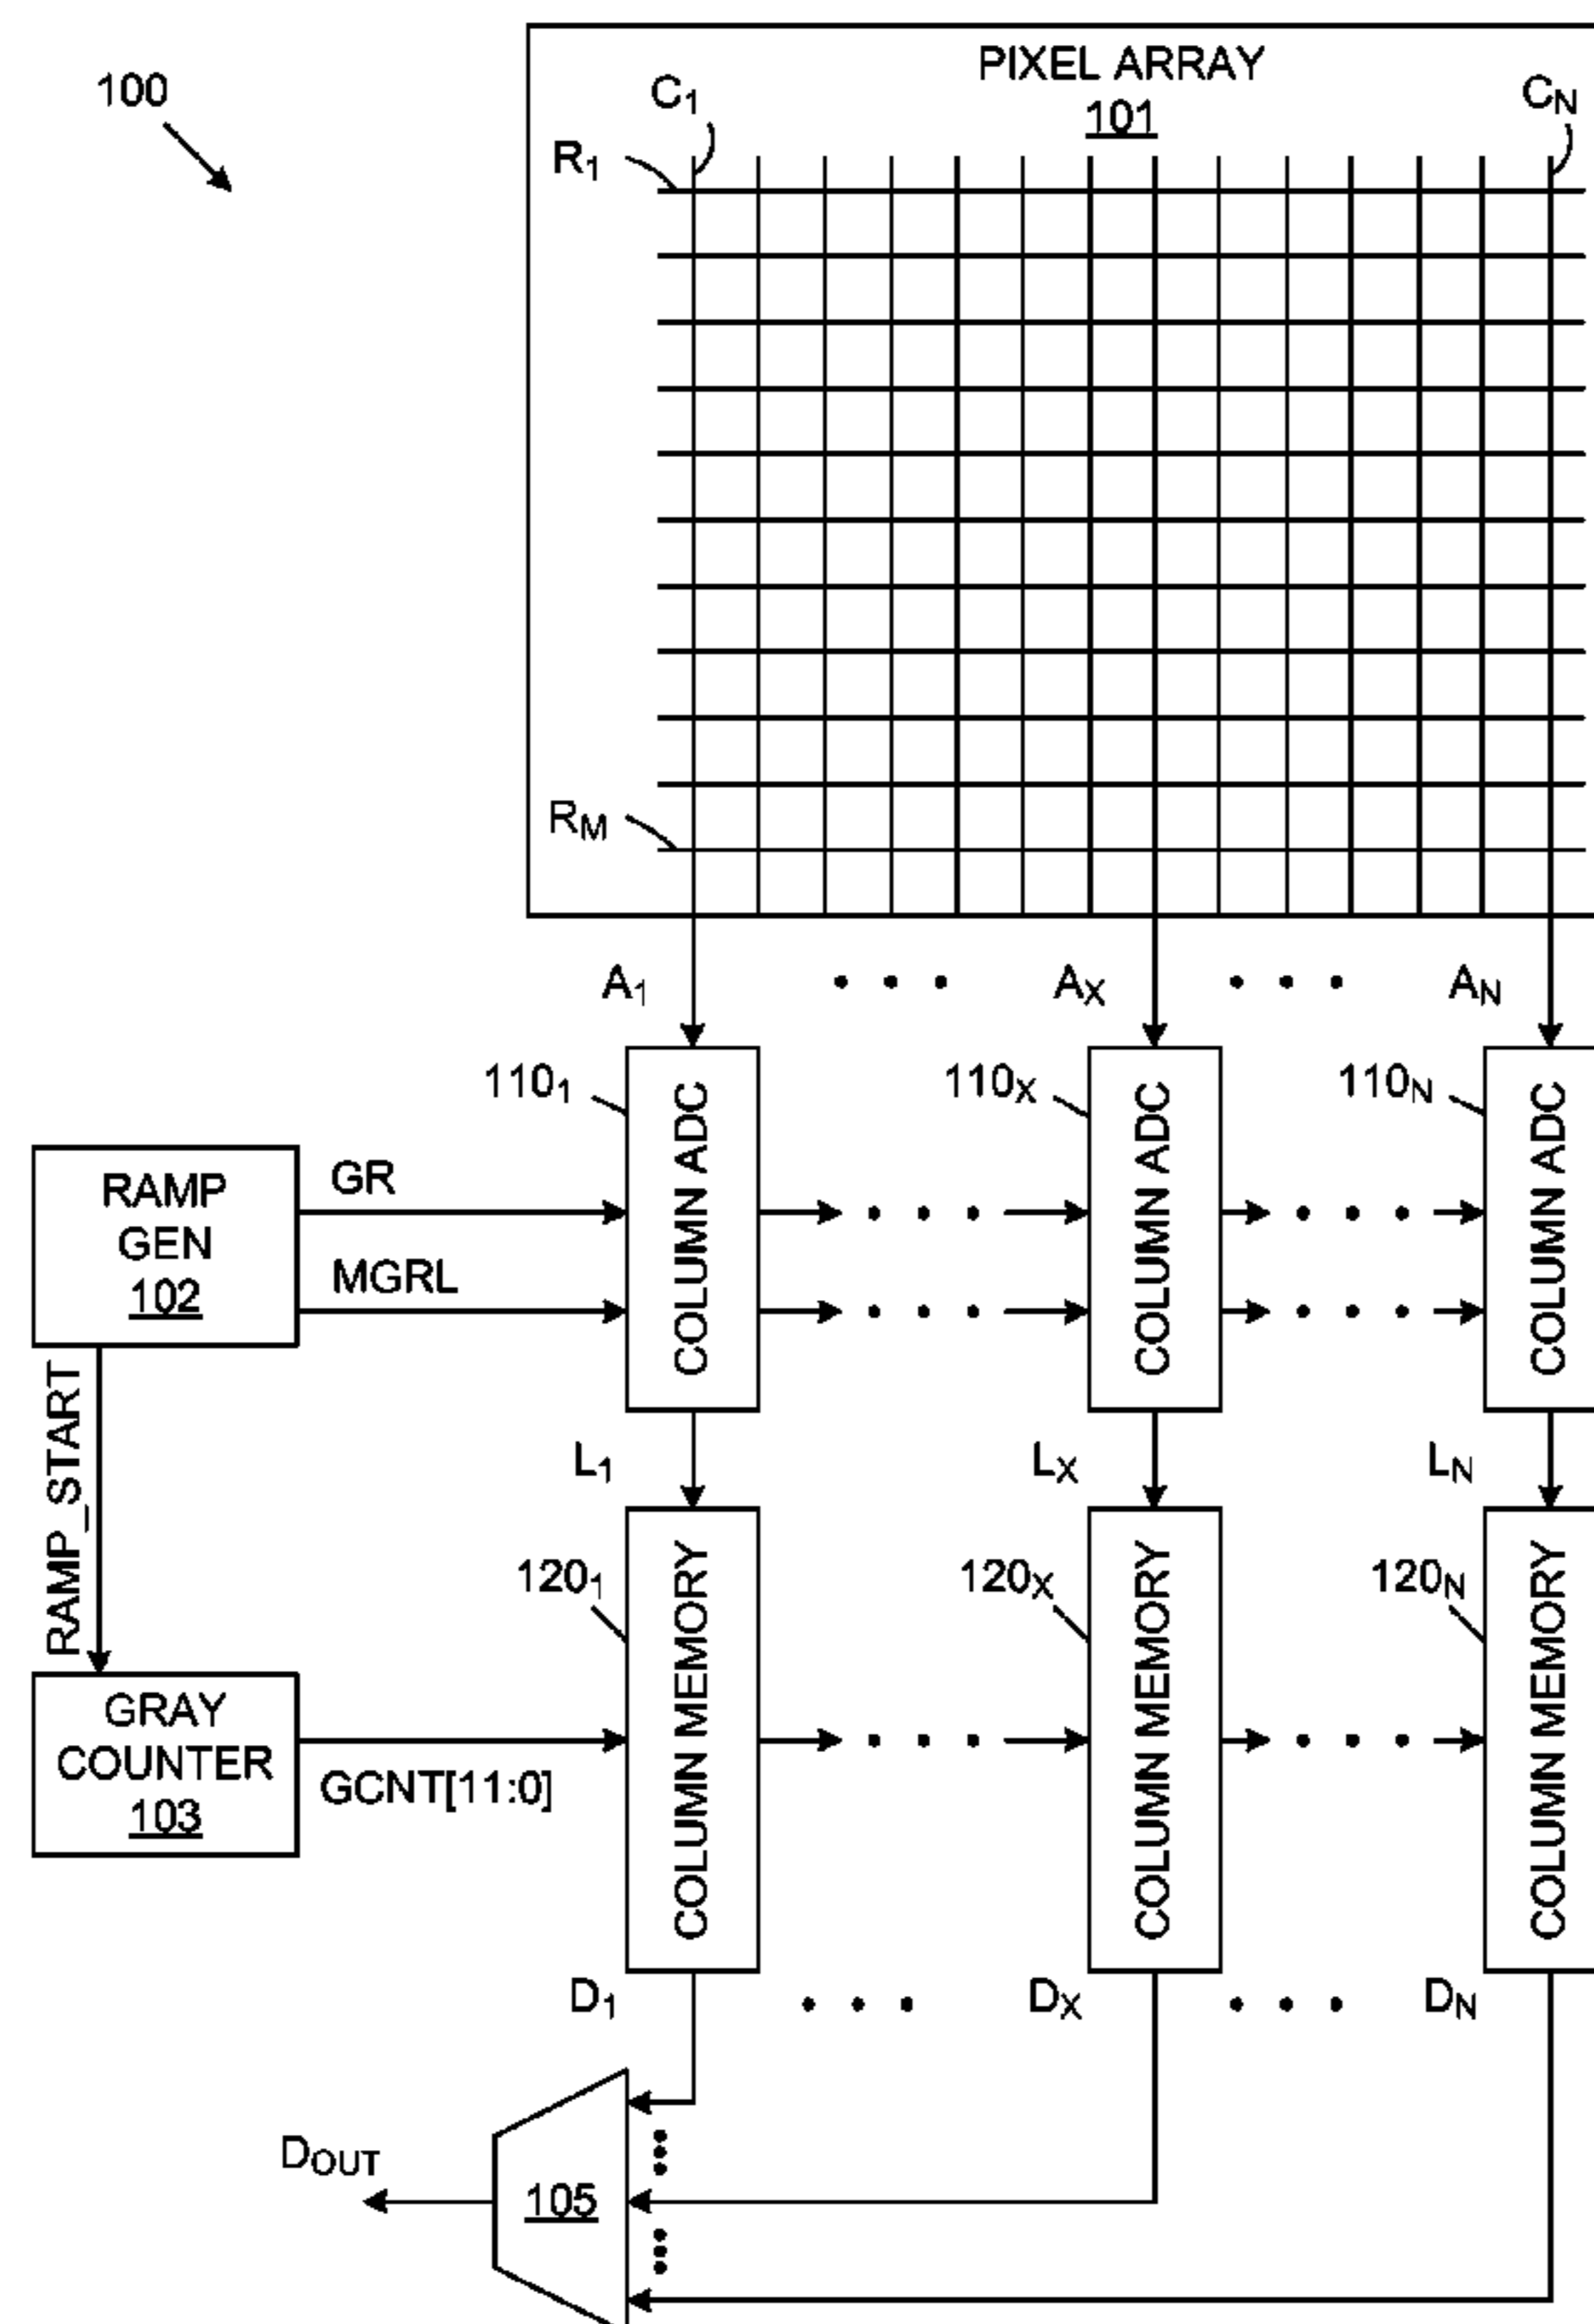 100
PIXEL ARRAY
101
C1
CN
R1
RM
A1
AX
AN
1101
110X
110N
COLUMN ADC
COLUMN ADC
COLUMN ADC
RAMP
GEN
102
GR
MGRL
RAMP_START
L1
LX
LN
1201
120X
120N
COLUMN MEMORY
COLUMN MEMORY
COLUMN MEMORY
GRAY
COUNTER
103
GCNT[11:0]
D1
DX
DN
DOUT
105